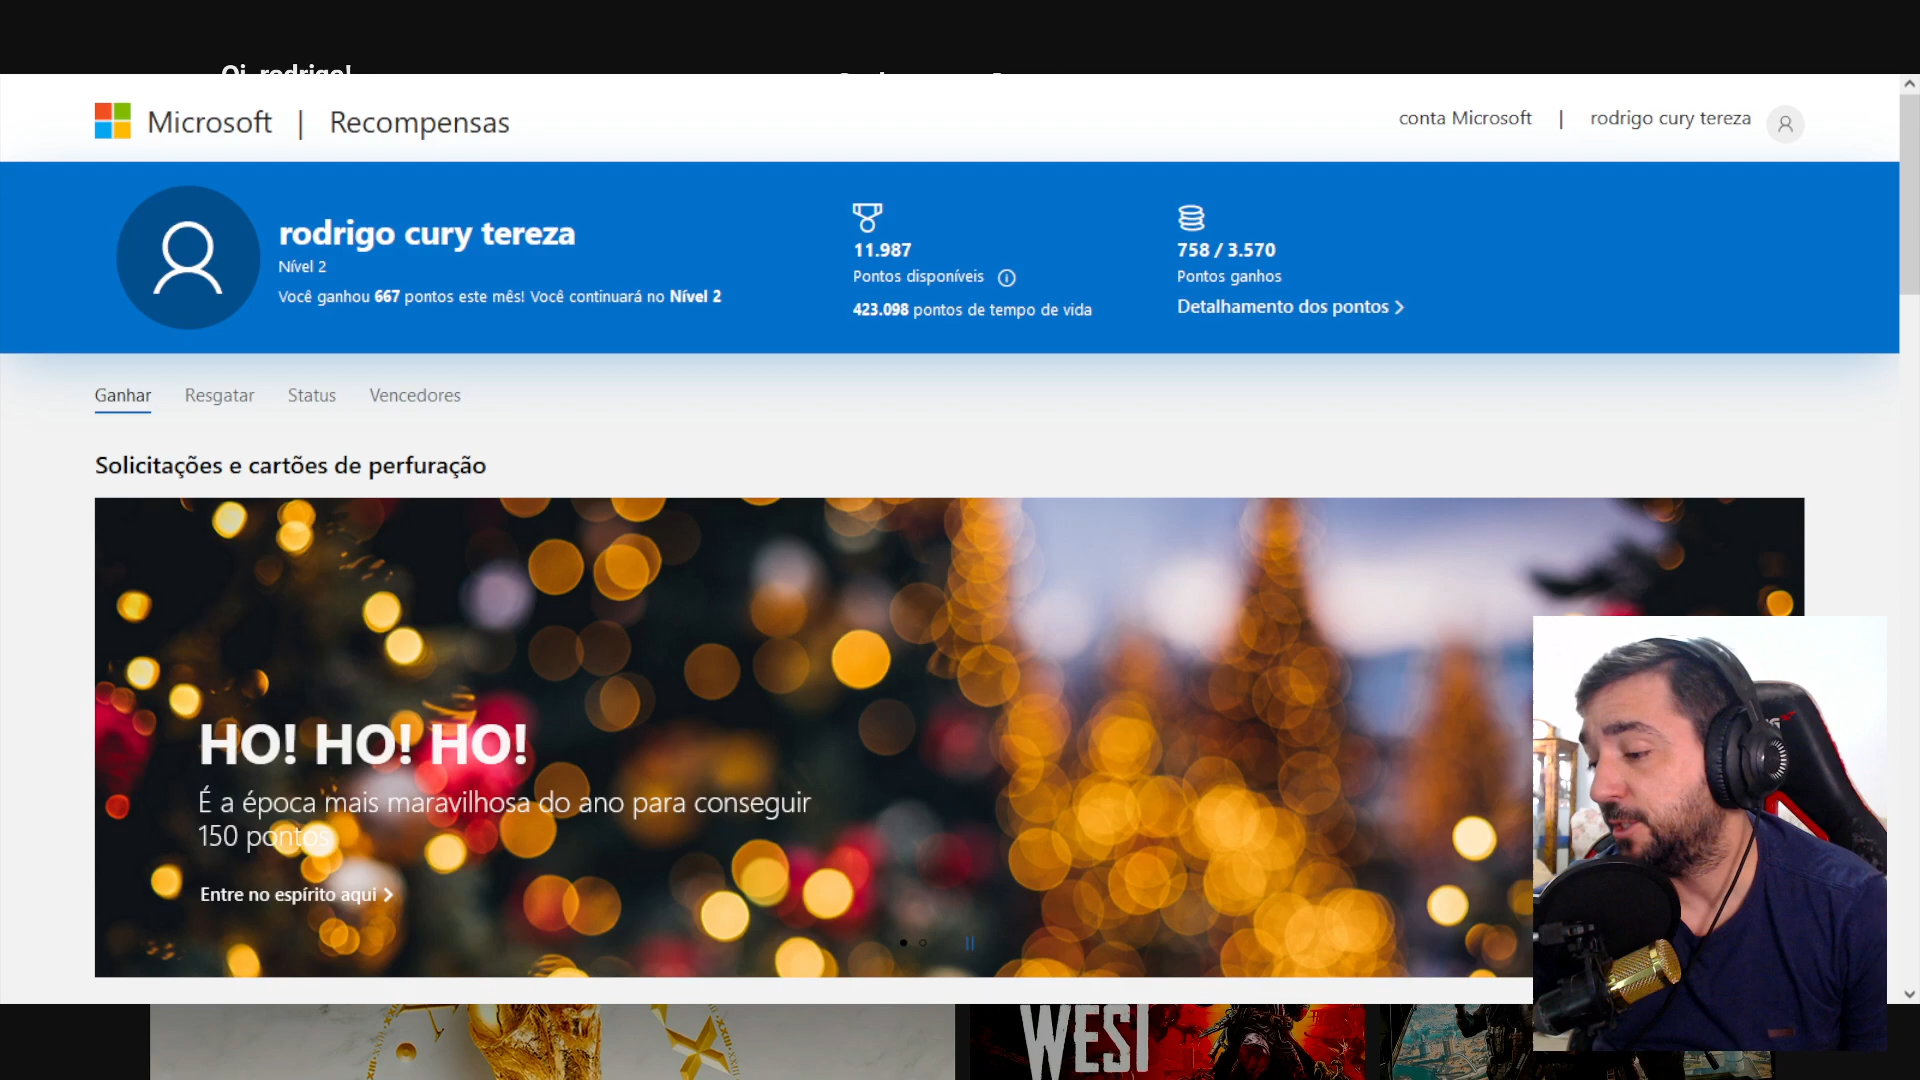 Oi, rodrigo!
Microsoft | Recompensas
conta Microsoft | rodrigo cury tereza
rodrigo cury tereza
Nível 2
Você ganhou 667 pontos este mês! Você continuará no Nível 2
11.987
Pontos disponíveis
423.098 pontos de tempo de vida
758 / 3.570
Pontos ganhos
Detalhamento dos pontos
Ganhar
Resgatar
Status
Vencedores
Solicitações e cartões de perfuração
HO! HO! HO!
É a época mais maravilhosa do ano para conseguir
150 pontos
Entre no espírito aqui
WEST